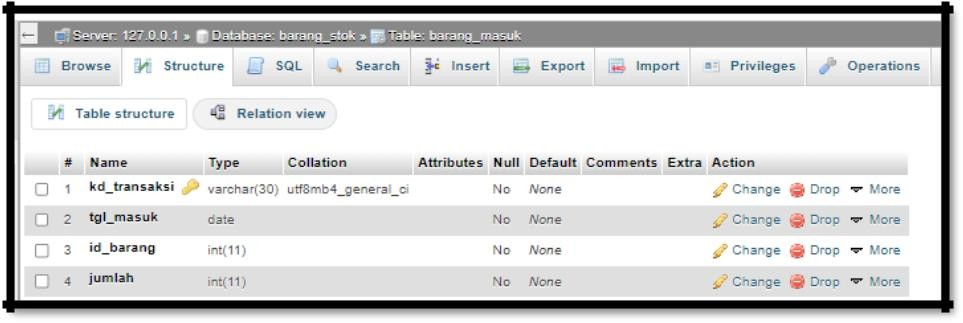 Server: 127.0.0.1 » Database: barang_stok » Table: barang_masuk
Browse Structure SQL Search Insert Export Import Privileges Operations
Table structure Relation view
# Name Type Collation Attributes Null Default Comments Extra Action
1 kd_transaksi varchar(30) utf8mb4_general_ci No None Change Drop More
2 tgl_masuk date No None Change Drop More
3 id_barang int(11) No None Change Drop More
4 jumlah int(11) No None Change Drop More